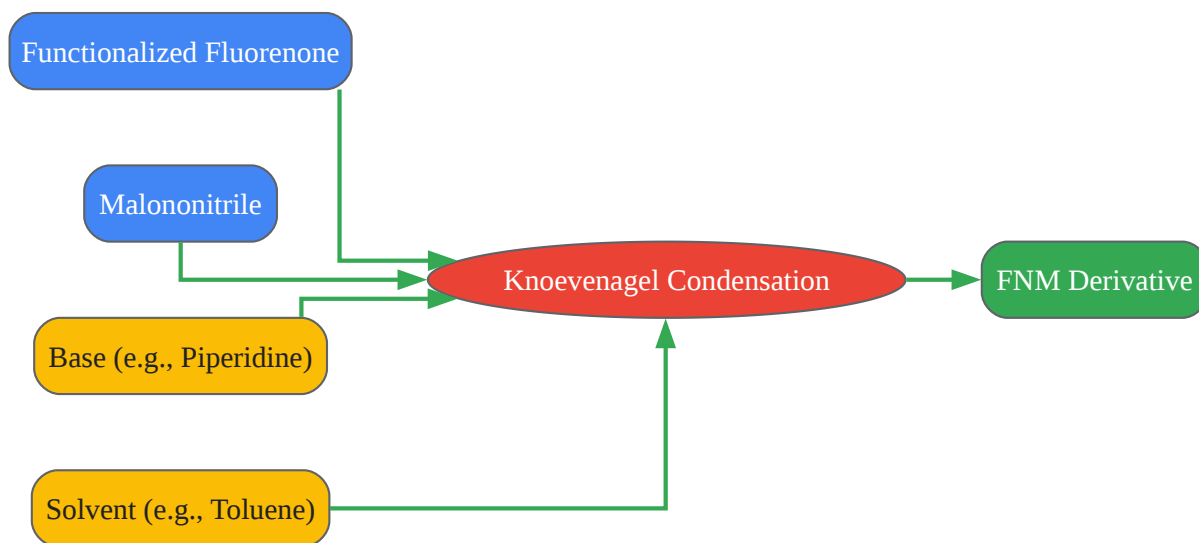 Functionalized Fluorenone
Malononitrile
Knoevenagel Condensation
FNM Derivative
Base (e.g., Piperidine)
Solvent (e.g., Toluene)